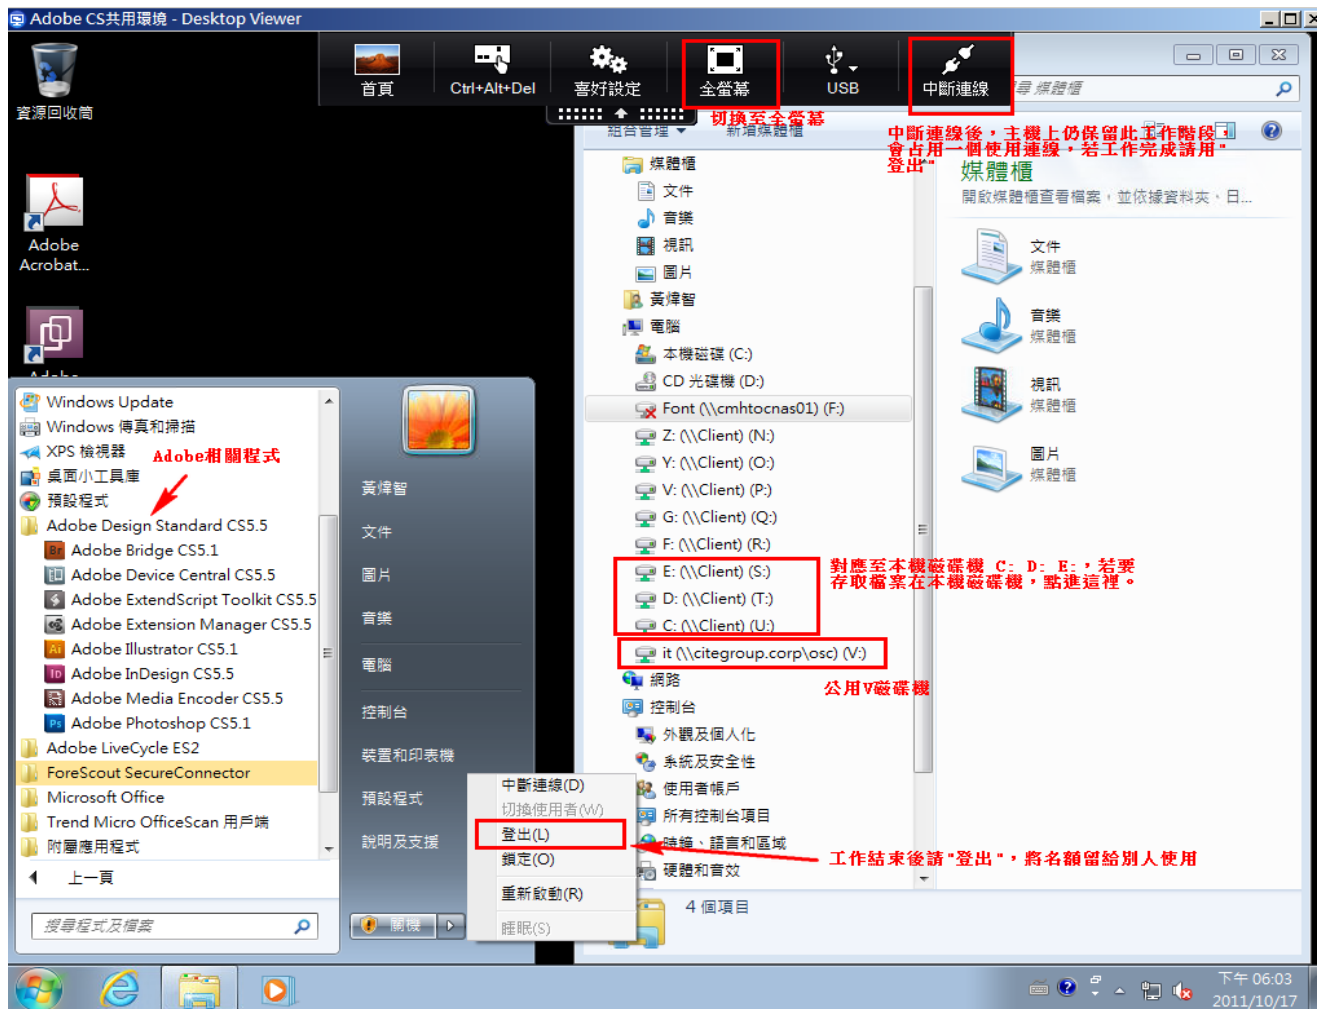 Adobe CS共用環境 - Desktop Viewer
資源回收筒
首頁
Ctrl+Alt+Del
喜好設定
全螢幕
USB
中斷連線
尋 媒體櫃
切換至全螢幕
組合管理
新增媒體櫃
中斷連線後，主機上仍保留此工作階段，
會占用一個使用連線，若工作完成請用"
登出"
Adobe
Acrobat...
媒體櫃
文件
音樂
視訊
圖片
黃煒智
電腦
本機磁碟 (C:)
CD 光碟機 (D:)
Font (\\cmhtocnas01) (F:)
Z: (\\Client) (N:)
Y: (\\Client) (O:)
V: (\\Client) (P:)
G: (\\Client) (Q:)
F: (\\Client) (R:)
E: (\\Client) (S:)
D: (\\Client) (T:)
C: (\\Client) (U:)
it (\\citegroup.corp\osc) (V:)
網路
控制台
外觀及個人化
系統及安全性
使用者帳戶
所有控制台項目
時鐘、語言和區域
硬體和音效
媒體櫃
開啟媒體櫃查看檔案，並依據資料夾、日...
文件
媒體櫃
音樂
媒體櫃
視訊
媒體櫃
圖片
媒體櫃
對應至本機磁碟機 C: D: E:，若要
存取檔案在本機磁碟機，點進這裡。
公用V磁碟機
Adobe
Windows Update
Windows 傳真和掃描
XPS 檢視器
Adobe相關程式
桌面小工具庫
預設程式
Adobe Design Standard CS5.5
Adobe Bridge CS5.1
Adobe Device Central CS5.5
Adobe ExtendScript Toolkit CS5.5
Adobe Extension Manager CS5.5
Adobe Illustrator CS5.1
Adobe InDesign CS5.5
Adobe Media Encoder CS5.5
Adobe Photoshop CS5.1
Adobe LiveCycle ES2
ForeScout SecureConnector
Microsoft Office
Trend Micro OfficeScan 用戶端
附屬應用程式
上一頁
搜尋程式及檔案
黃煒智
文件
圖片
音樂
電腦
控制台
裝置和印表機
預設程式
說明及支援
關機
中斷連線(D)
切換使用者(W)
登出(L)
鎖定(O)
重新啟動(R)
睡眠(S)
工作結束後請"登出"，將名額留給別人使用
4 個項目
下午 06:03
2011/10/17